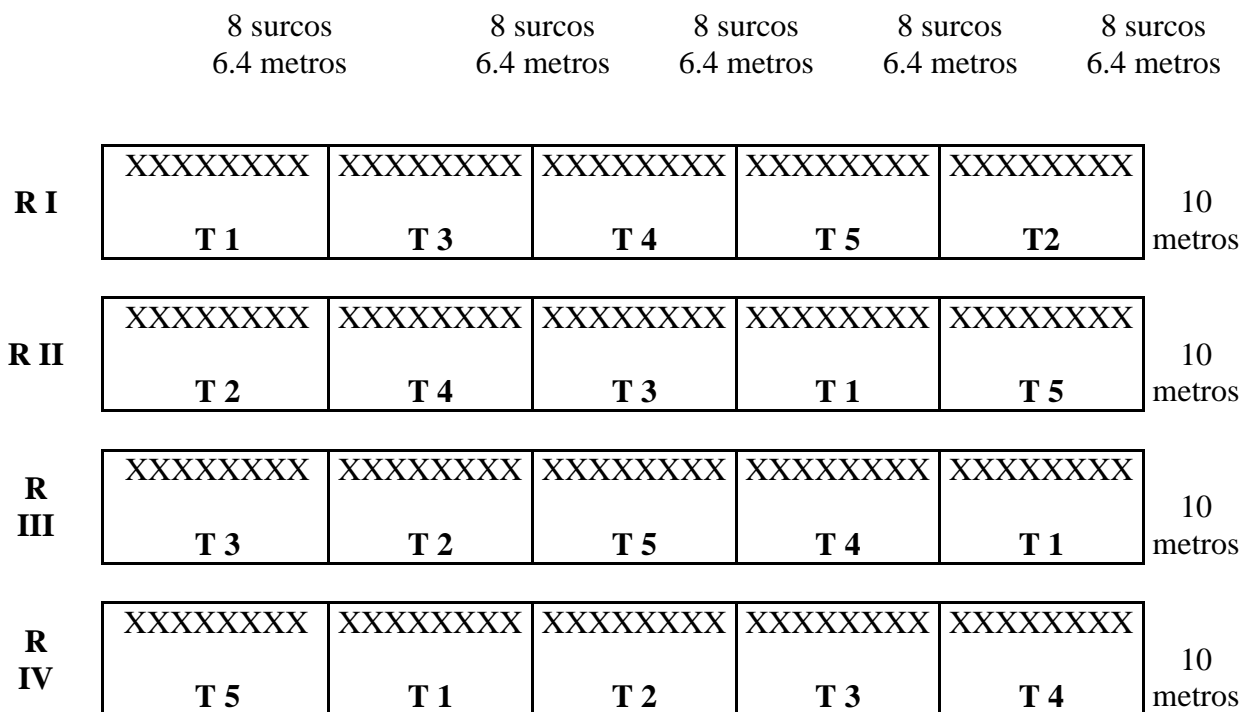 8 surcos 8 surcos 8 surcos 8 surcos 8 surcos
6.4 metros 6.4 metros 6.4 metros 6.4 metros 6.4 metros
XXXXXXXX XXXXXXXX XXXXXXXX XXXXXXXX XXXXXXXX
R I 10
T 1 T 3 T 4 T 5 T2 metros
XXXXXXXX XXXXXXXX XXXXXXXX XXXXXXXX XXXXXXXX
R II 10
T 2 T 4 T 3 T 1 T 5 metros
XXXXXXXX XXXXXXXX XXXXXXXX XXXXXXXX XXXXXXXX
R
III 10
T 3 T 2 T 5 T 4 T 1 metros
XXXXXXXX XXXXXXXX XXXXXXXX XXXXXXXX XXXXXXXX
R
IV 10
T 5 T 1 T 2 T 3 T 4 metros